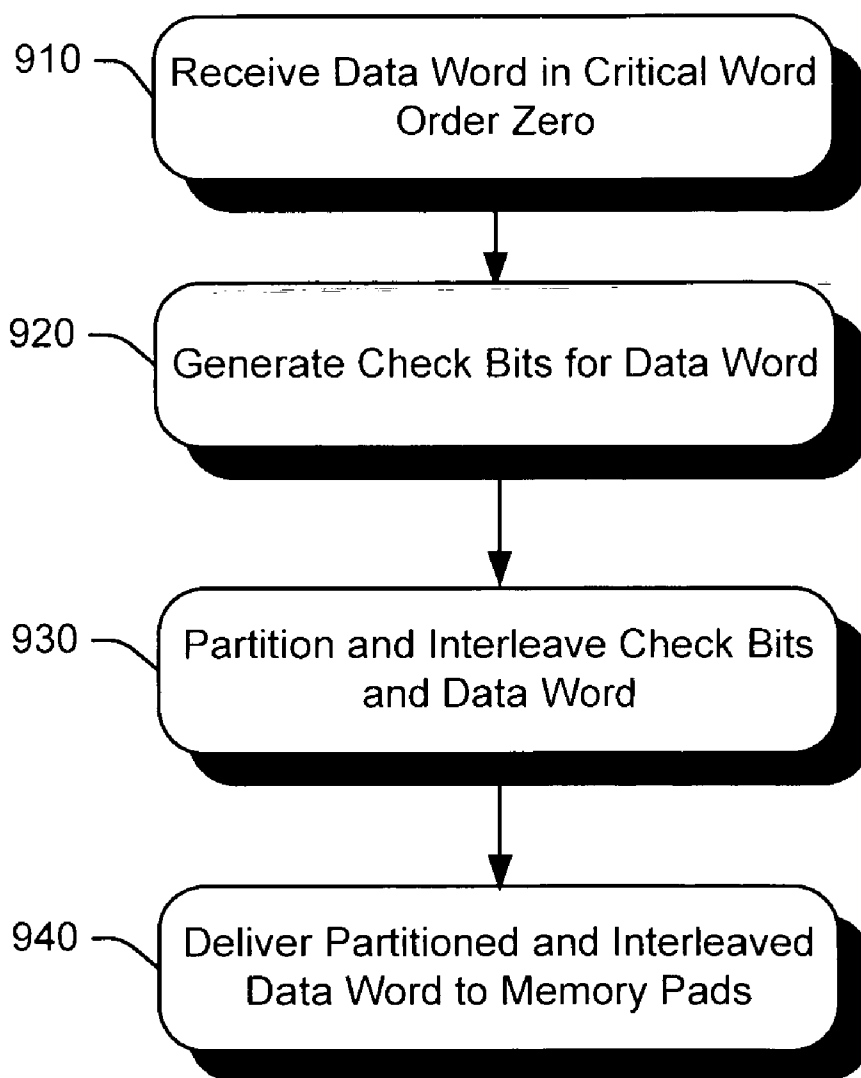 910
Receive Data Word in Critical Word
Order Zero
920
Generate Check Bits for Data Word
930
Partition and Interleave Check Bits
and Data Word
940
Deliver Partitioned and Interleaved
Data Word to Memory Pads